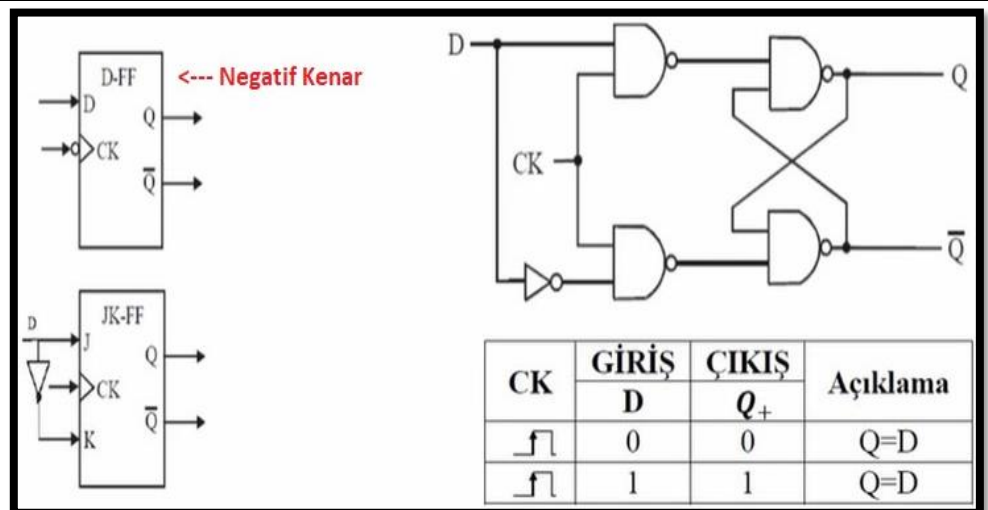 D-FF
<--- Negatif Kenar
D
Q
CK
Q̅
JK-FF
D
J
Q
CK
Q̅
K
D
Q
CK
Q̅
CK GİRİŞ ÇIKIŞ Açıklama
D Q+
0 0 Q=D
1 1 Q=D